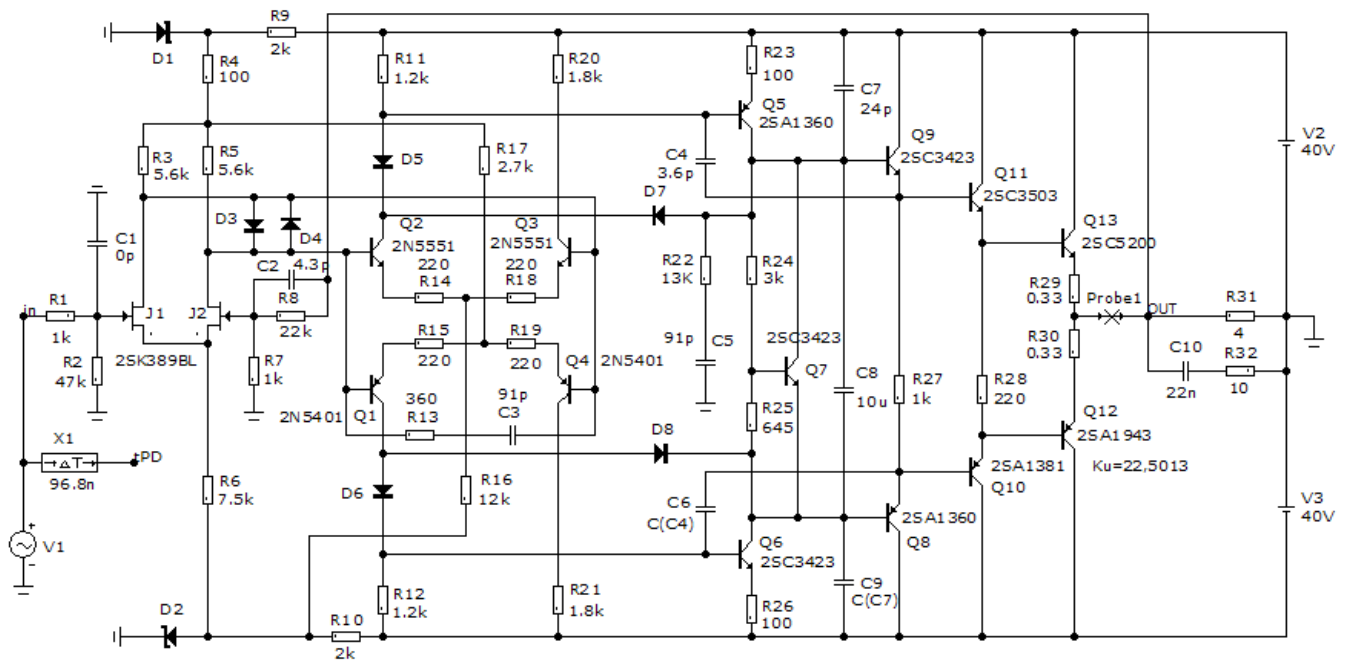 R9
2k
D1
R4
100
R11
1.2k
R20
1.8k
R23
100
C7
24p
Q5
2SA1360
R3
5.6k
R5
5.6k
R17
2.7k
D5
C4
3.6p
Q9
2SC3423
V2
40V
Q11
2SC3503
D7
D3
D4
C1
0p
Q2
2N5551
Q3
2N5551
Q13
2SC5200
C2
4.3p
220
R14
220
R18
R22
13K
R24
3k
R29
0.33
Probe1
OUT
R31
4
in
R1
1k
J1
J2
R8
22k
R15
220
R19
220
R30
0.33
2SK389BL
R2
47k
R7
1k
Q4
2N5401
91p
C5
2SC3423
Q7
C8
10u
R27
1k
R28
220
C10
22n
R32
10
2N5401
Q1
360
R13
91p
C3
R25
645
Q12
2SA1943
D8
X1
ΔT
tPD
96.8n
R6
7.5k
D6
R16
12k
C6
C(C4)
2SA1381
Q10
Ku=22,5013
V3
40V
+
V1
-
2SA1360
Q8
Q6
2SC3423
R12
1.2k
R21
1.8k
R26
100
C9
C(C7)
D2
R10
2k